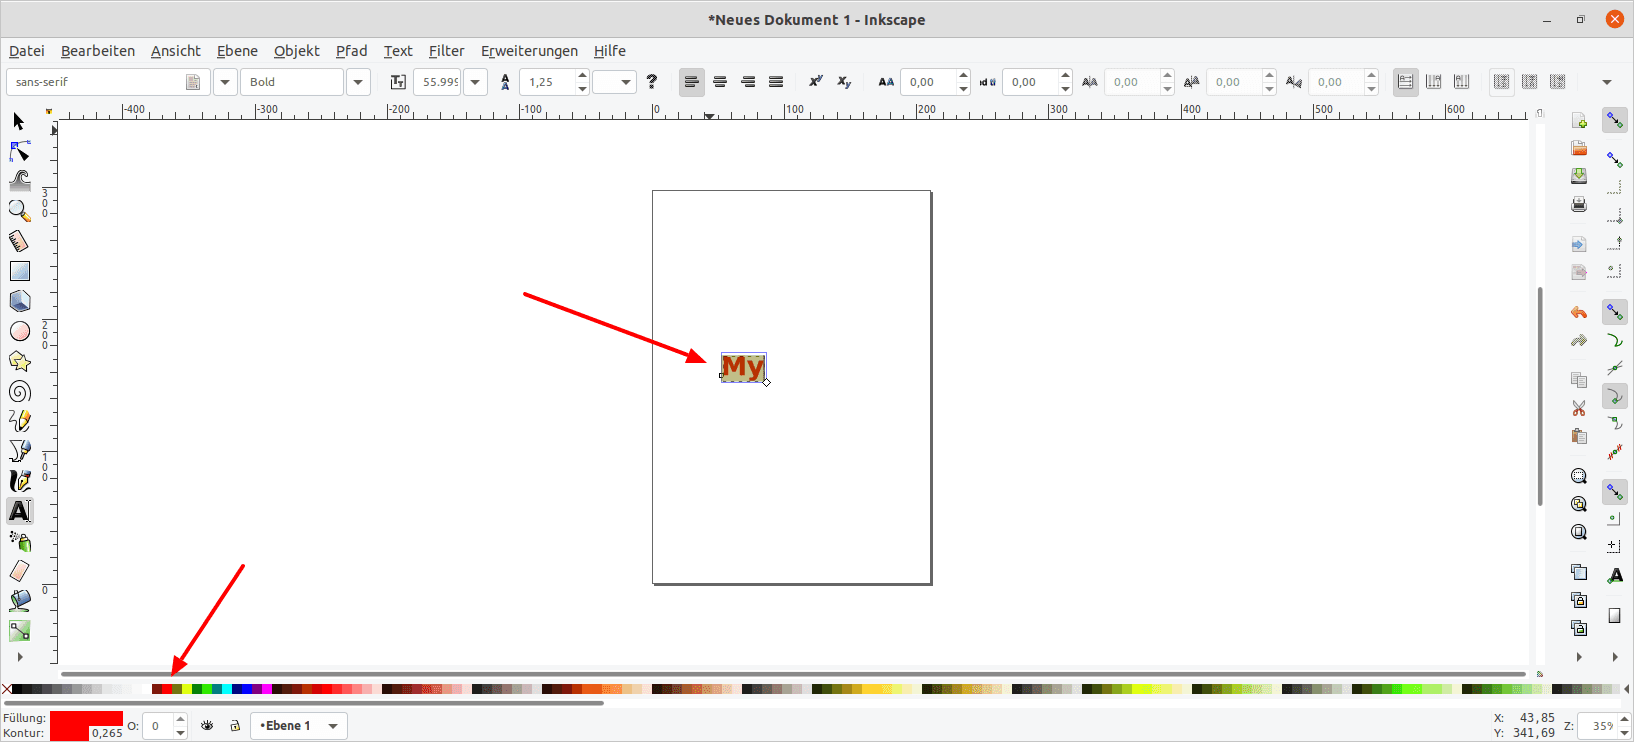 *Neues Dokument 1 - Inkscape
Datei Bearbeiten Ansicht Ebene Objekt Pfad Text Filter Erweiterungen Hilfe
sans-serif Bold 55.999 1,25 0,00 0,00 0,00 0,00 0,00
-400 -300 -200 -100 0 100 200 300 400 500 600
300
200
My
100
0
Füllung: O: 0 •Ebene 1 X: 43,85 Z: 35%
Kontur: 0,265 Y: 341,69